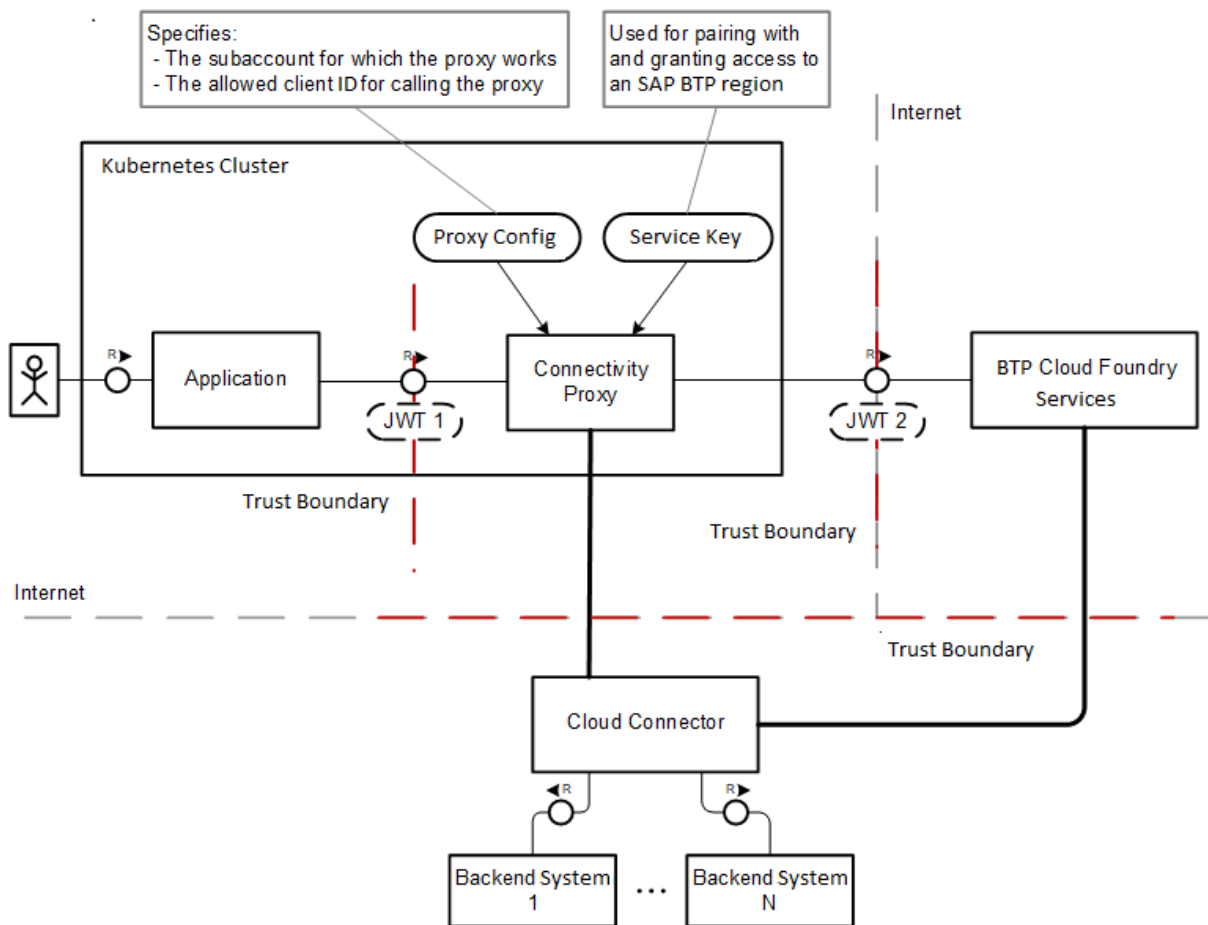 Specifies:
- The subaccount for which the proxy works
- The allowed client ID for calling the proxy
Used for pairing with
and granting access to
an SAP BTP region
Internet
Kubernetes Cluster
Proxy Config
Service Key
R
Application
R
JWT 1
Connectivity
Proxy
R
JWT 2
BTP Cloud Foundry
Services
Trust Boundary
Trust Boundary
Internet
Trust Boundary
Cloud Connector
R
R
Backend System
1
...
Backend System
N